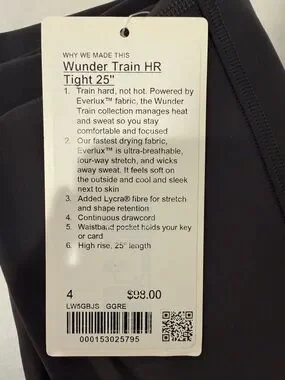 WHY WE MADE THIS
Wunder Train HR
Tight 25"
1. Train hard, not hot. Powered by
Everlux™ fabric, the Wunder
Train collection manages heat
and sweat so you stay
comfortable and focused
2. Our fastest drying fabric,
Everlux™ is ultra-breathable,
four-way stretch, and wicks
away sweat. It feels soft on
the outside and cool and sleek
next to skin
3. Added Lycra® fibre for stretch
and shape retention
4. Continuous drawcord
5. Waistband pocket holds your key
or card
6. High rise, 25" length
4 $98.00
LW5GBJS GGRE
000153025795